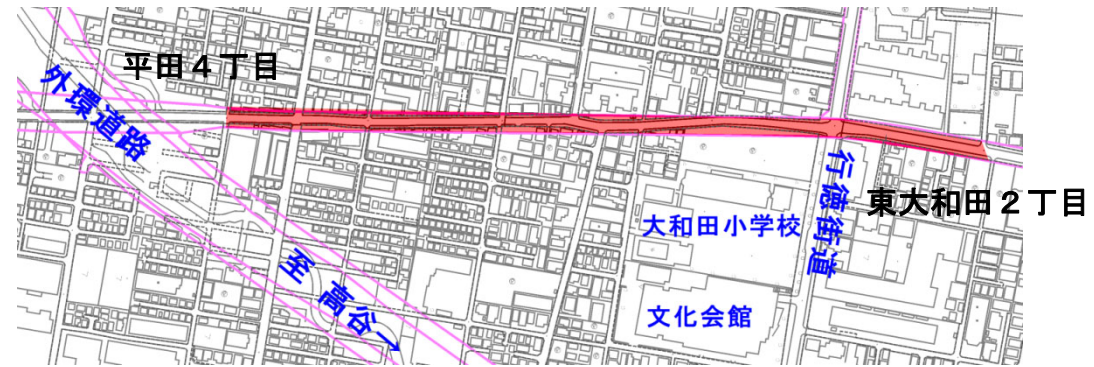 平田４丁目
外環道路
東大和田２丁目
行徳街道
大和田小学校
至 高谷→
文化会館